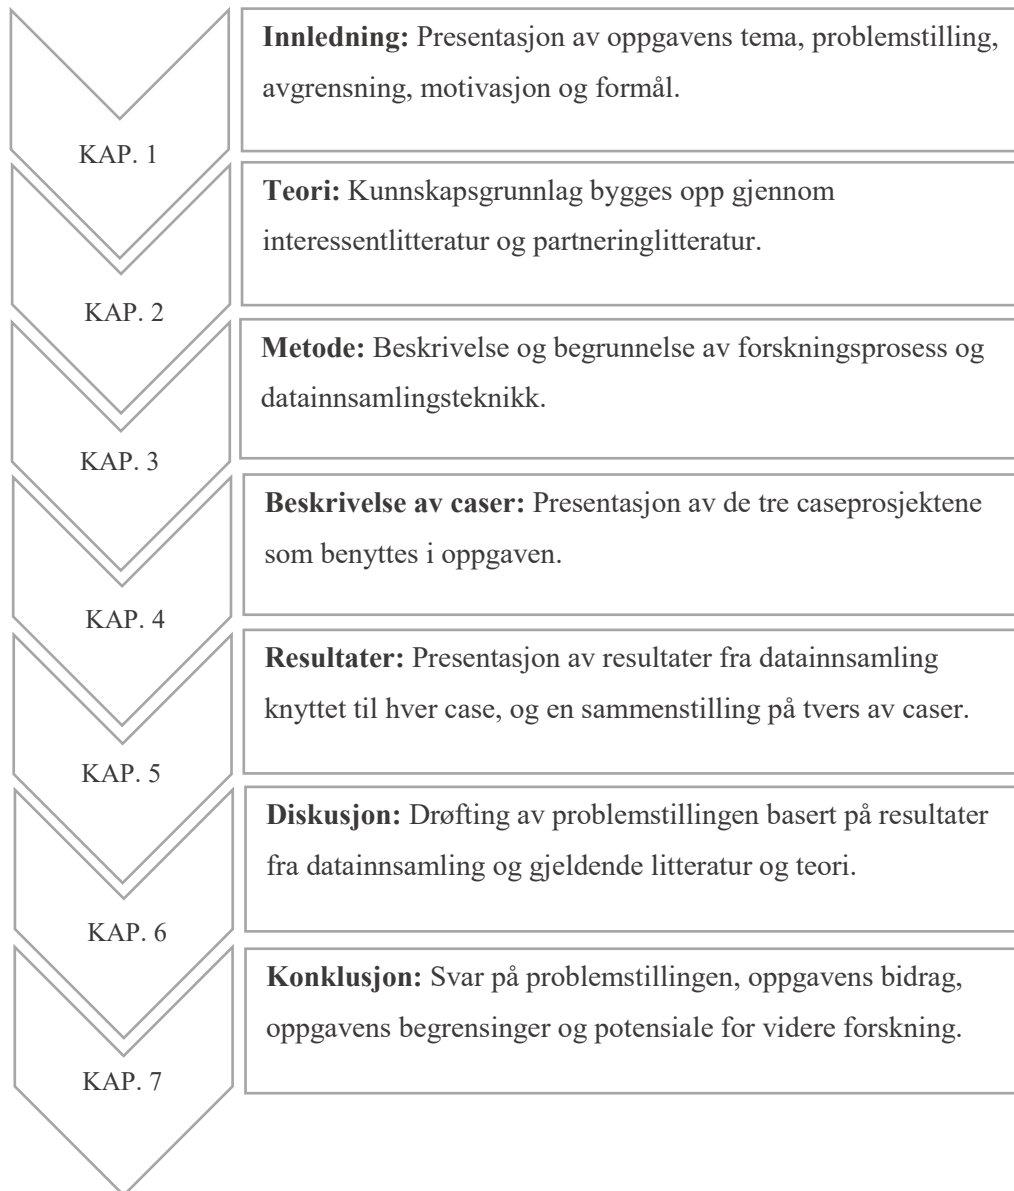 Innledning: Presentasjon av oppgavens tema, problemstilling,
avgrensning, motivasjon og formål.
KAP. 1
Teori: Kunnskapsgrunnlag bygges opp gjennom
interessentlitteratur og partneringlitteratur.
KAP. 2
Metode: Beskrivelse og begrunnelse av forskningsprosess og
datainnsamlingsteknikk.
KAP. 3
Beskrivelse av caser: Presentasjon av de tre caseprosjektene
som benyttes i oppgaven.
KAP. 4
Resultater: Presentasjon av resultater fra datainnsamling
knyttet til hver case, og en sammenstilling på tvers av caser.
KAP. 5
Diskusjon: Drøfting av problemstillingen basert på resultater
fra datainnsamling og gjeldende litteratur og teori.
KAP. 6
Konklusjon: Svar på problemstillingen, oppgavens bidrag,
oppgavens begrensinger og potensiale for videre forskning.
KAP. 7